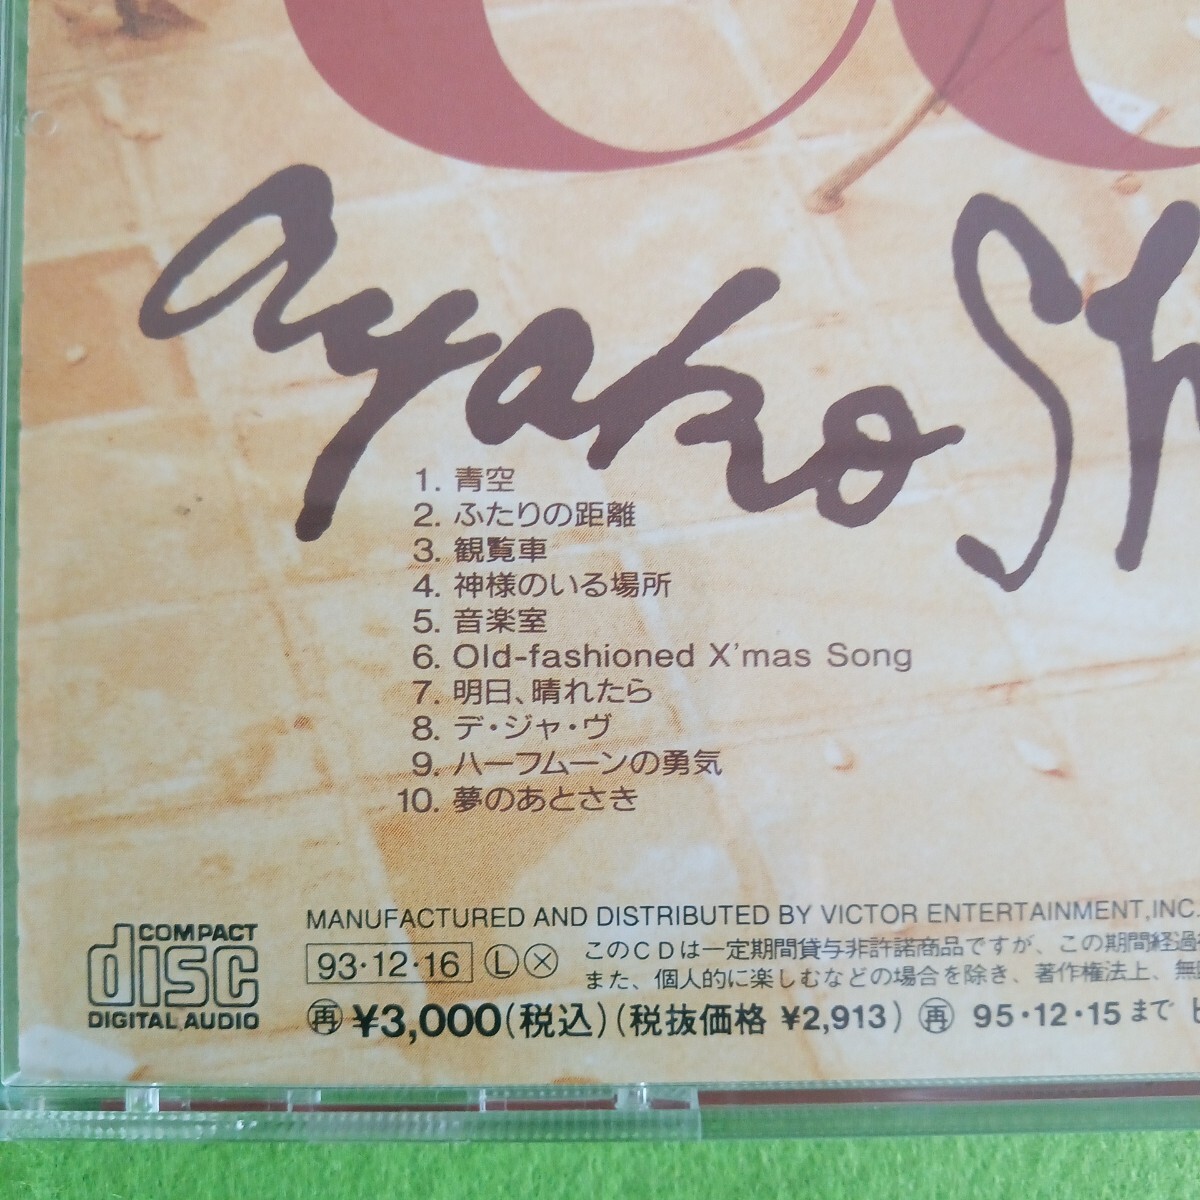 ayako Sh
1. 青空
2. ふたりの距離
3. 観覧車
4. 神様のいる場所
5. 音楽室
6. Old-fashioned X'mas Song
7. 明日、晴れたら
8. デ・ジャ・ヴ
9. ハーフムーンの勇気
10. 夢のあとさき
COMPACT
disc
DIGITAL AUDIO
MANUFACTURED AND DISTRIBUTED BY VICTOR ENTERTAINMENT,INC.
93・12・16 Ⓛ ⓧ このCDは一定期間貸与非許諾商品ですが、この期間経過
また、個人的に楽しむなどの場合を除き、著作権法上、無
㊢ ¥3,000(税込)(税抜価格 ¥2,913) 再 95・12・15まで